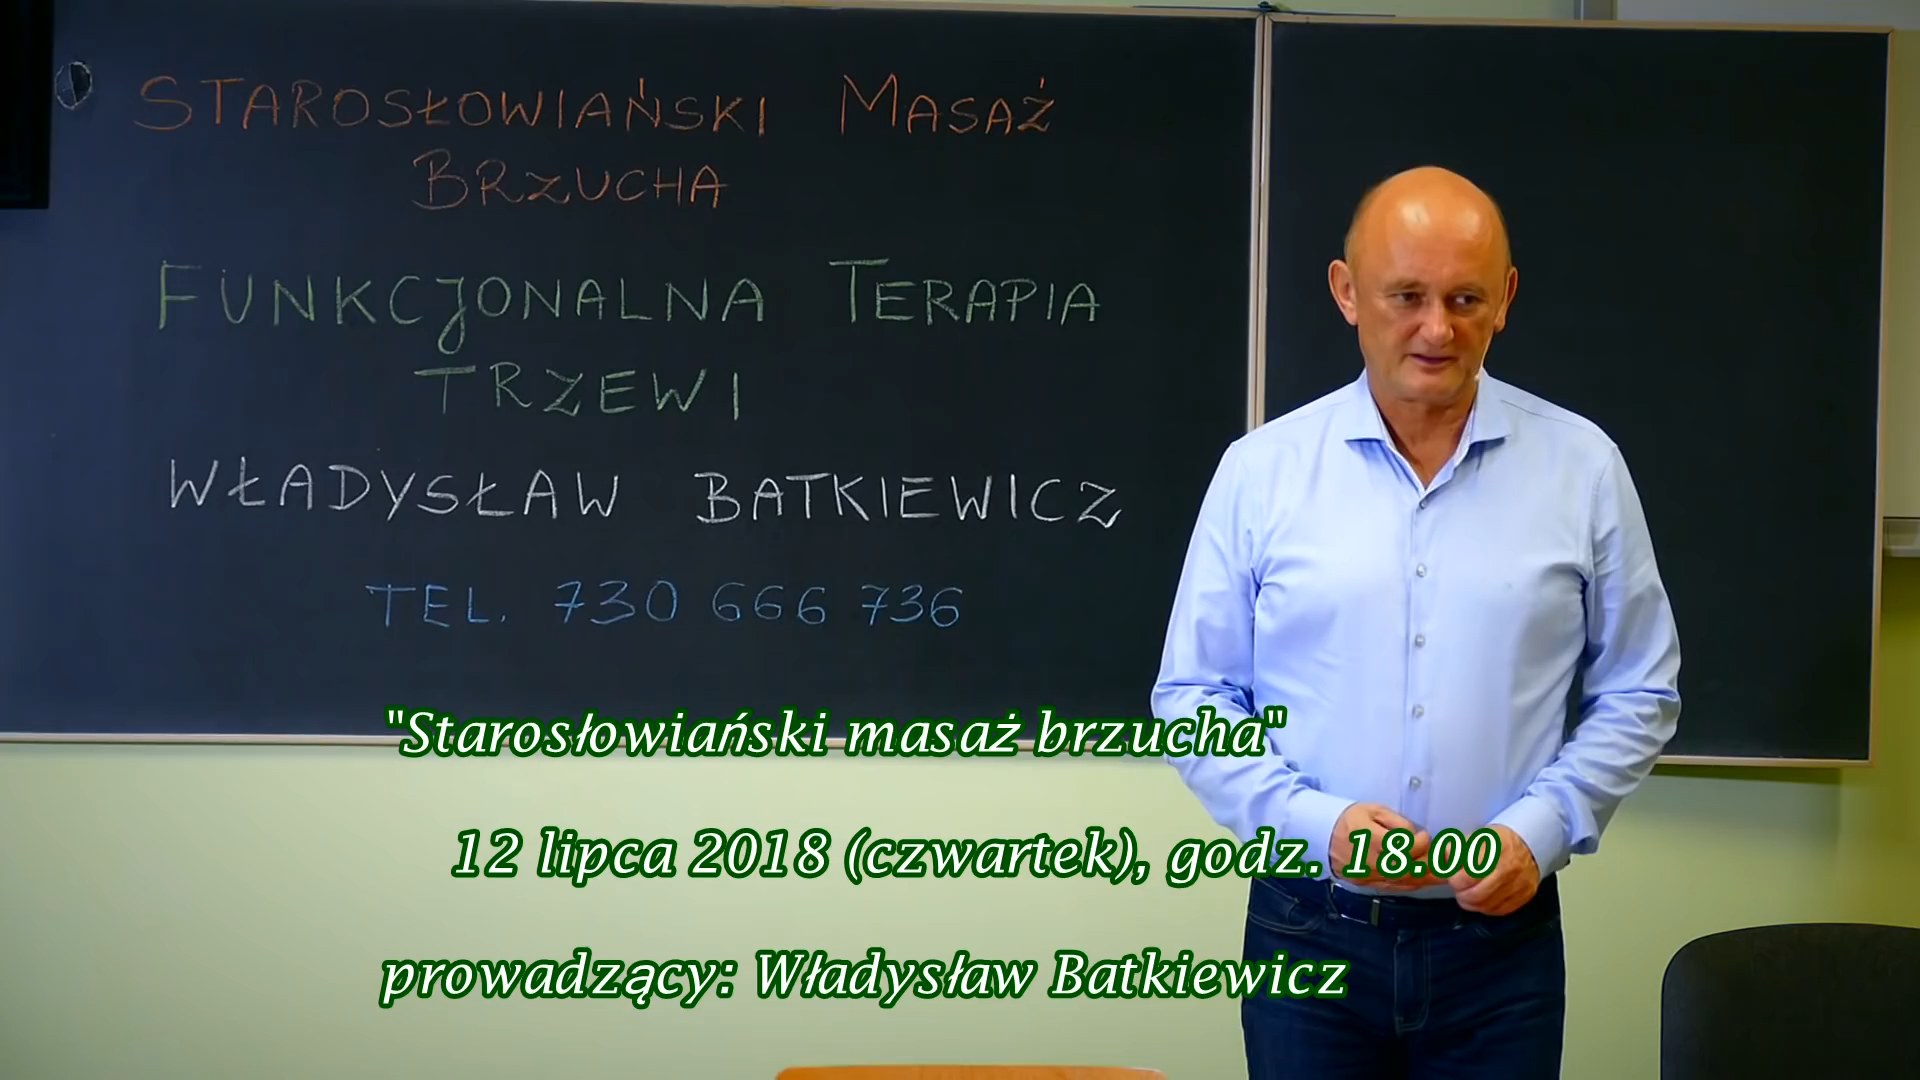 STAROSŁOWIAŃSKI MASAŻ
BRZUCHA
FUNKCJONALNA TERAPIA
TRZEWI
WŁADYSŁAW BATKIEWICZ
TEL. 730 666 736
"Starosłowiański masaż brzucha"
12 lipca 2018 (czwartek), godz. 18.00
prowadzący: Władysław Batkiewicz